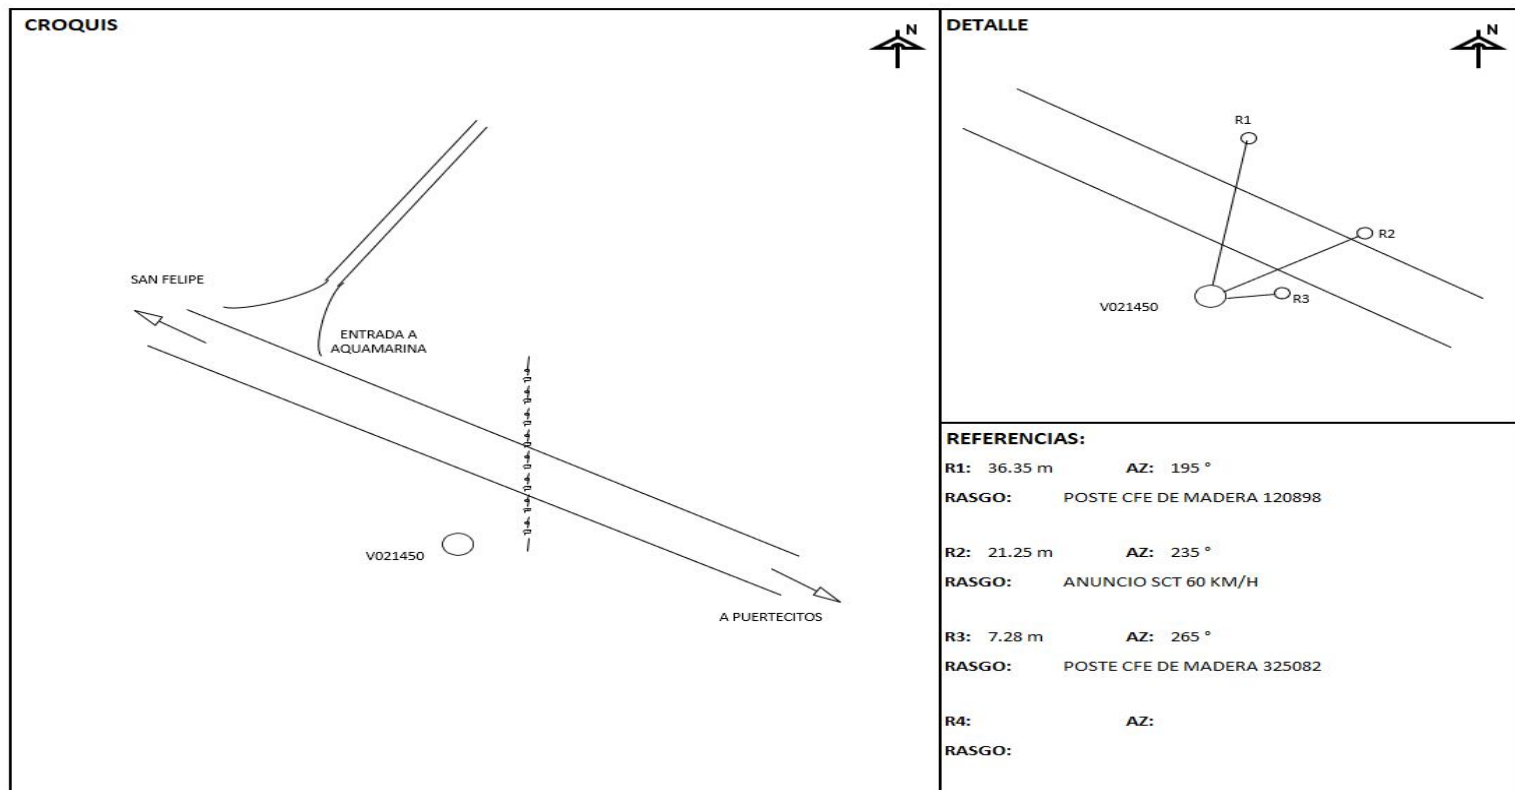 CROQUIS
N
SAN FELIPE
ENTRADA A
AQUAMARINA
V021450
A PUERTECITOS
DETALLE
N
R1
R2
R3
V021450
REFERENCIAS:
R1: 36.35 m AZ: 195 °
RASGO: POSTE CFE DE MADERA 120898
R2: 21.25 m AZ: 235 °
RASGO: ANUNCIO SCT 60 KM/H
R3: 7.28 m AZ: 265 °
RASGO: POSTE CFE DE MADERA 325082
R4: AZ:
RASGO: